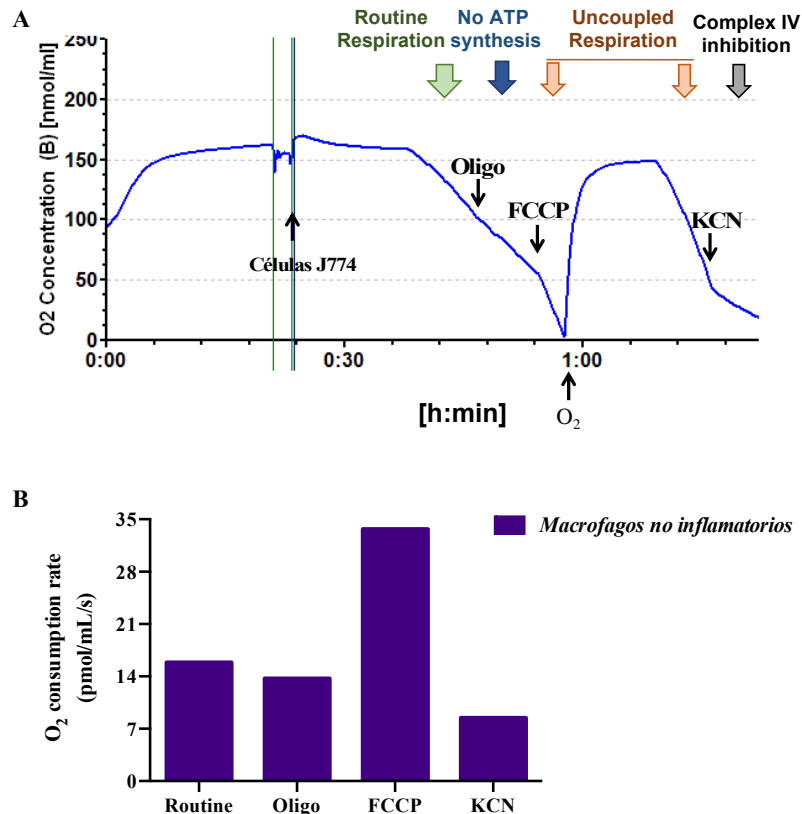 A
Routine
Respiration
No ATP
synthesis
Uncoupled
Respiration
Complex IV
inhibition
O2 Concentration (B) [nmol/ml]
250
200
150
100
50
0
Oligo
FCCP
KCN
Células J774
0:00
0:30
1:00
[h:min]
O2
B
O2 consumption rate
(pmol/mL/s)
35
28
21
14
7
0
Macrofagos no inflamatorios
Routine
Oligo
FCCP
KCN